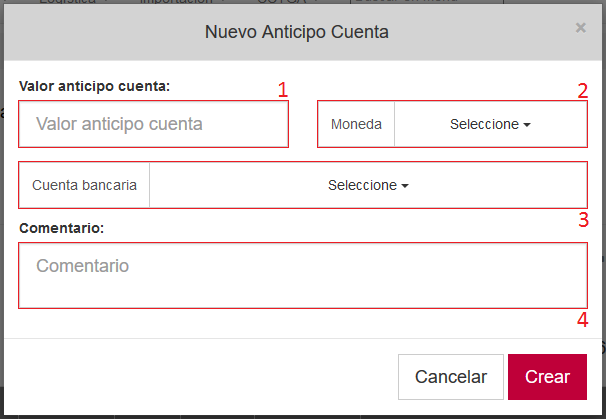 Nuevo Anticipo Cuenta ×
Valor anticipo cuenta: 1 2
Valor anticipo cuenta Moneda Seleccione
Cuenta bancaria Seleccione
3
Comentario:
Comentario
4
Cancelar Crear